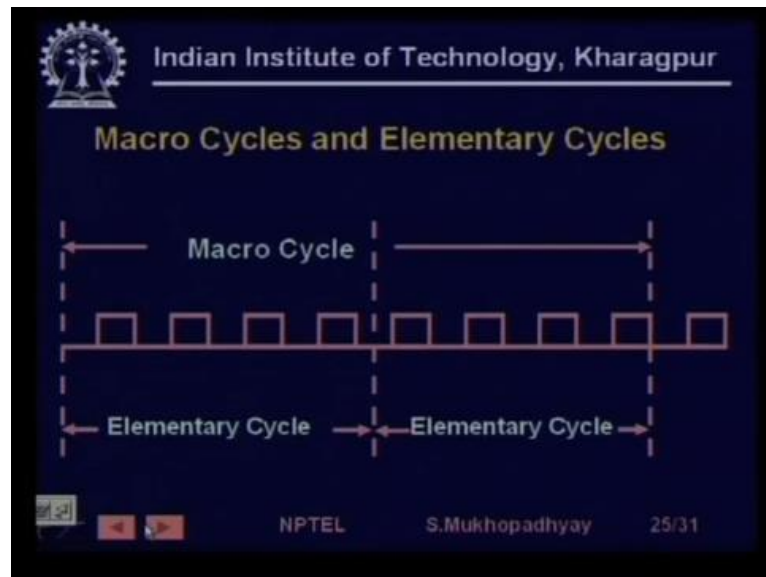 Indian Institute of Technology, Kharagpur
Macro Cycles and Elementary Cycles
Macro Cycle
Elementary Cycle
Elementary Cycle
NPTEL S.Mukhopadhyay 25/31